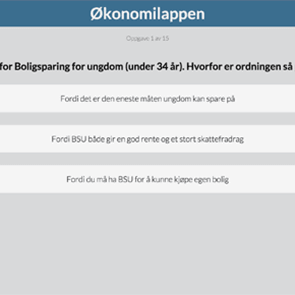 Økonomilappen
Oppgave 1 av 15
for Boligsparing for ungdom (under 34 år). Hvorfor er ordningen så
Fordi det er den eneste måten ungdom kan spare på
Fordi BSU både gir en god rente og et stort skattefradrag
Fordi du må ha BSU for å kunne kjøpe egen bolig